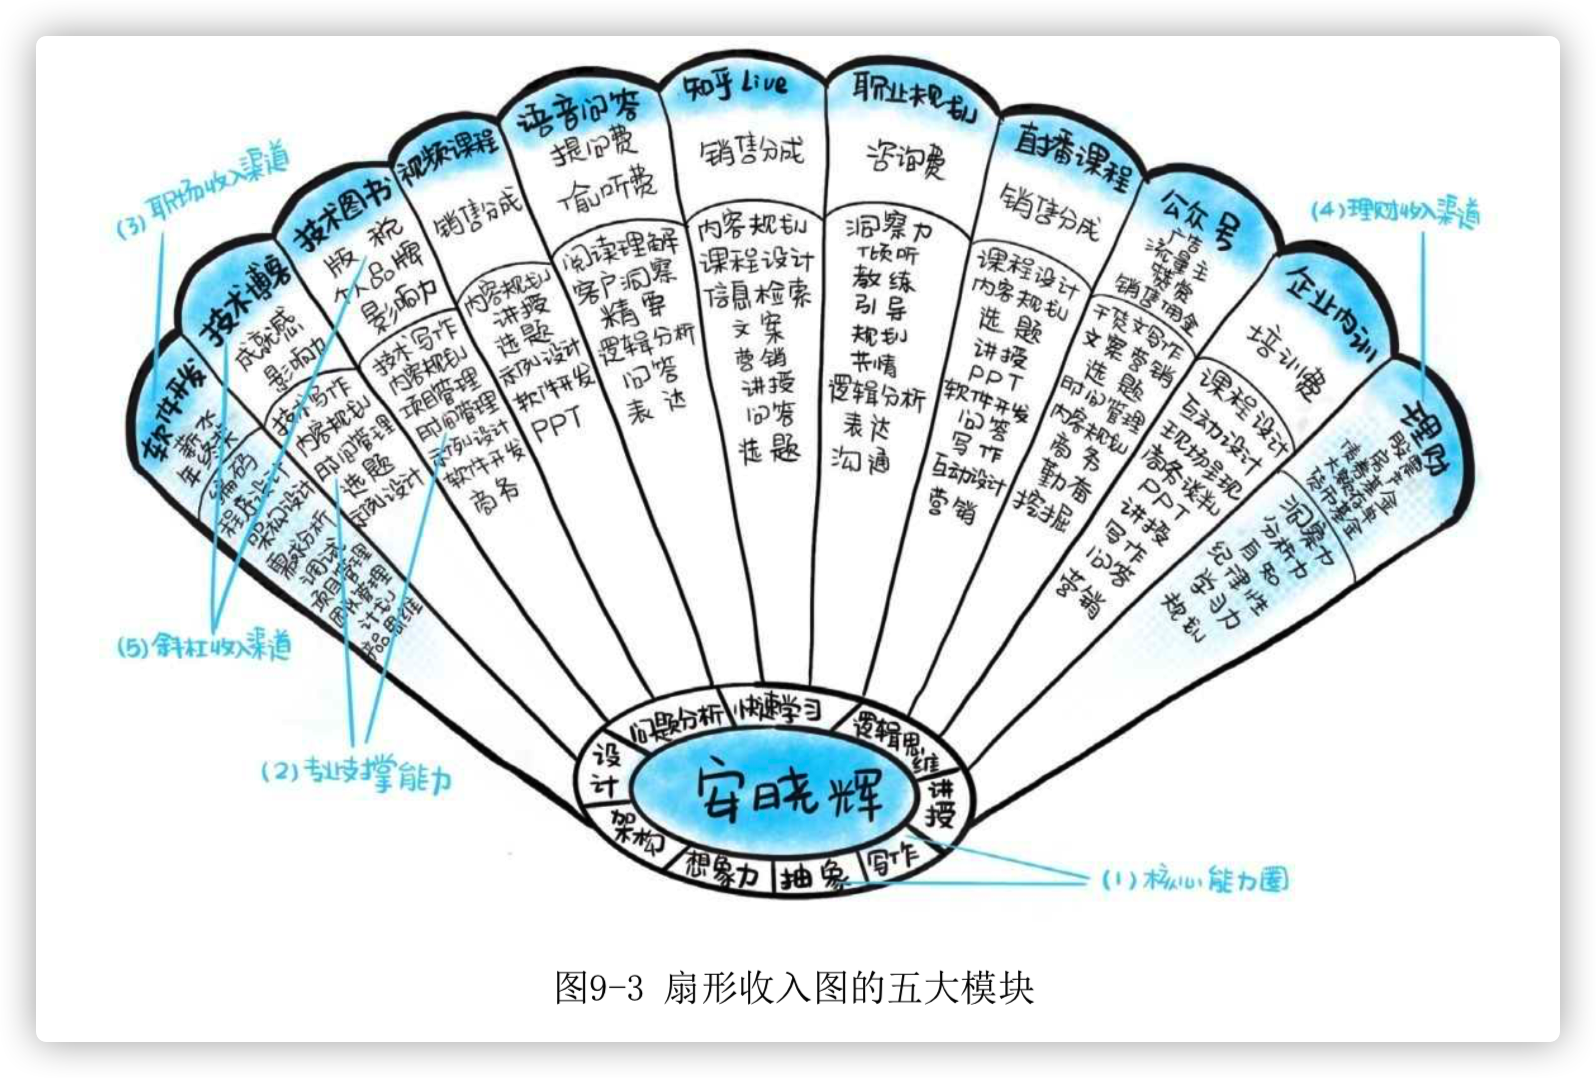 (3)职场收入渠道
(4)理财收入渠道
(5)斜杠收入渠道
(2)专业支撑能力
(1)核心能力圈
软件开发
薪水
年终奖
编码
程序设计
架构设计
需求分析
调试
项目管理
团队管理
计划
产品思维
技术博客
成就感
影响力
技术写作
内容规划
时间管理
选题
示例设计
技术图书
版税
个人品牌
影响力
技术写作
内容规划
项目管理
时间管理
示例设计
软件开发
商务
视频课程
销售分成
内容规划
讲授
选题
示例设计
软件开发
PPT
语音问答
提问费
偷听费
阅读理解
客户洞察
精审
逻辑分析
问答
表达
知乎Live
销售分成
内容规划
课程设计
信息检索
文案
营销
讲授
问答
选题
职业规划
咨询费
洞察力
倾听
教练
引导
规划
共情
逻辑分析
表达
沟通
直播课程
销售分成
课程设计
内容规划
选题
讲授
PPT
软件开发
问答
写作
互动设计
营销
公众号
广告
流量主
赞赏
销售佣金
干货文写作
文案营销
选题
时间管理
内容规划
商务
勤奋
挖掘
企业内训
培训费
课程设计
互动设计
现场呈现
商务谈判
PPT
讲授
写作
问答
营销
理财
股票
房产
债券基金
大额存单
货币基金
洞察力
分析力
自知
纪律性
学习力
规划
问题分析
快速学习
逻辑思维
讲授
写作
抽象
想象力
架构
设计
安晓辉
图9-3 扇形收入图的五大模块